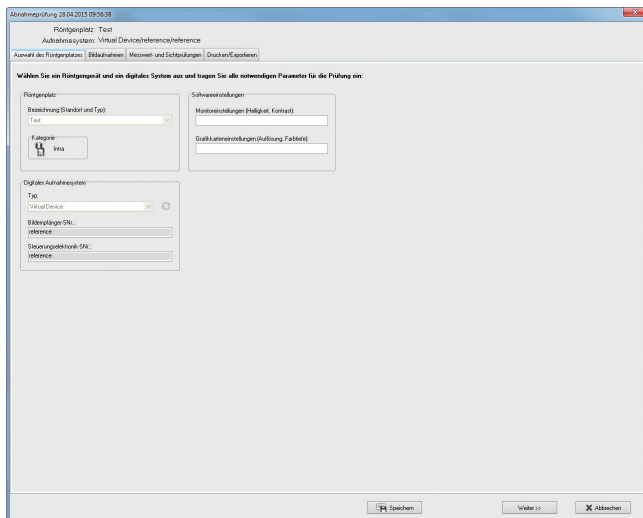 Abnahmeprüfung 28.04.2015 09:56:38
Röntgenplatz: Test
Aufnahmesystem: Virtual Device/reference/reference
Auswahl des Röntgenplatzes Bildaufnahmen Messwert- und Sichtprüfungen Drucken/Exportieren
Wählen Sie ein Röntgengerät und ein digitales System aus und tragen Sie alle notwendigen Parameter für die Prüfung ein:
Röntgenplatz
Bezeichnung (Standort und Typ):
Test
Kategorie
Intra
Softwareeinstellungen
Monitoreinstellungen (Helligkeit, Kontrast):
Grafikkarteneinstellungen (Auflösung, Farbtiefe):
Digitales Aufnahmesystem
Typ:
Virtual Device
Bildempfänger-SNr.:
reference
Steuerungselektronik-SNr.:
reference
Speichern Weiter >> Abbrechen